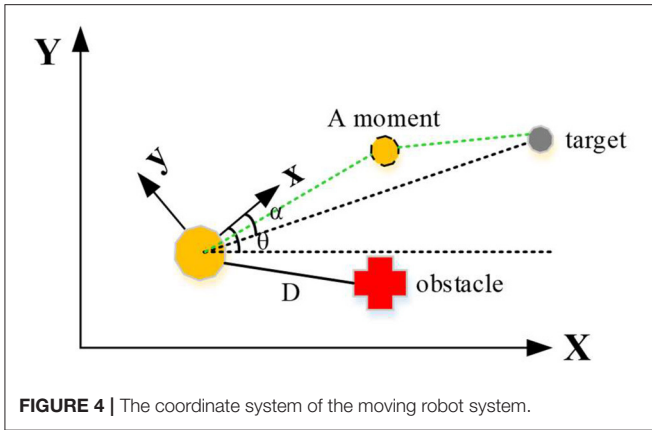 Y
A moment
target
y
x
α
θ
D
obstacle
X
FIGURE 4 | The coordinate system of the moving robot system.